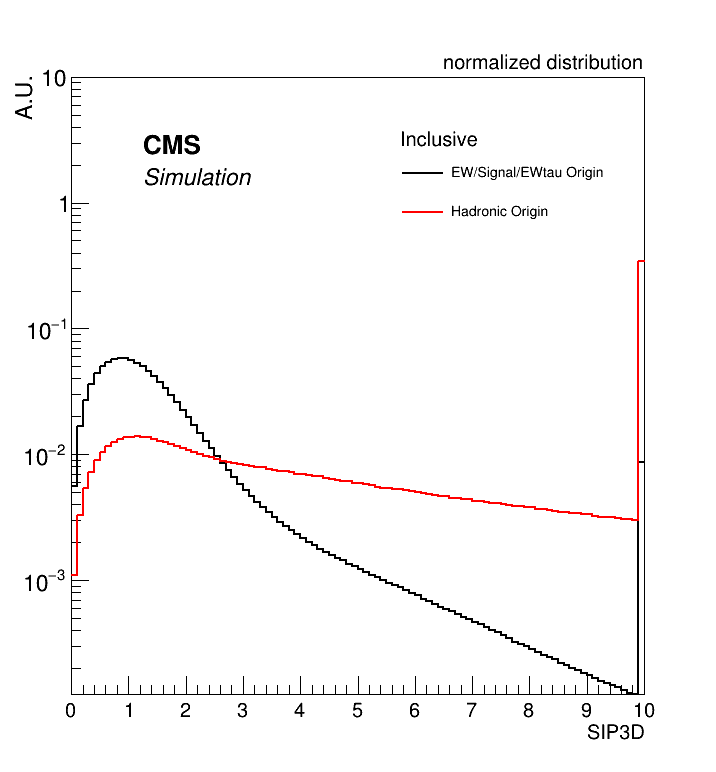 normalized distribution
A.U.
10
CMS
Simulation
Inclusive
EW/Signal/EWtau Origin
Hadronic Origin
1
10⁻¹
10⁻²
10⁻³
0 1 2 3 4 5 6 7 8 9 10
SIP3D